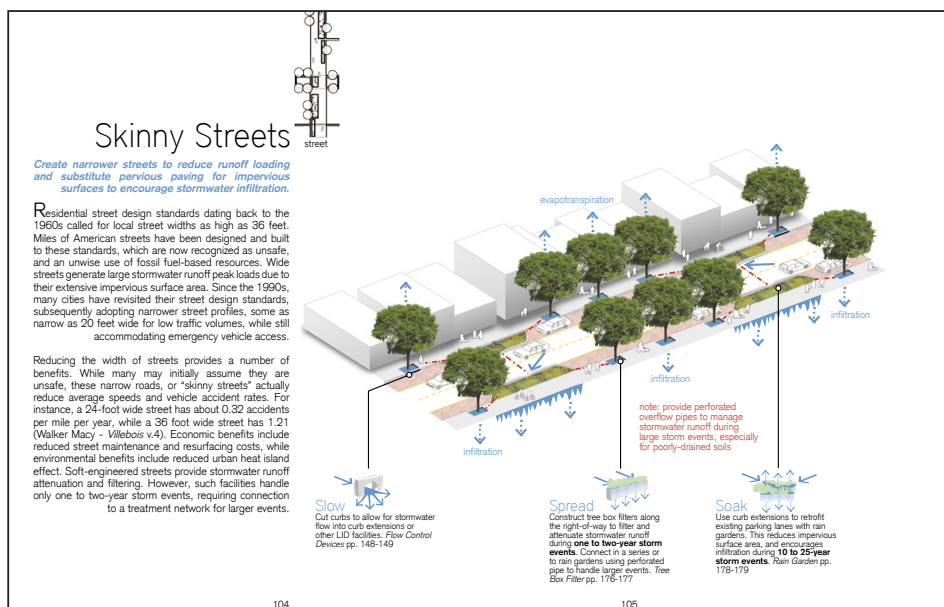 street
Skinny Streets
Create narrower streets to reduce runoff loading
and substitute pervious paving for impervious
surfaces to encourage stormwater infiltration.
Residential street design standards dating back to the
1960s called for local street widths as high as 36 feet.
Miles of American streets have been designed and built
to these standards, which are now recognized as unsafe,
and an unwise use of fossil fuel-based resources. Wide
streets generate large stormwater runoff peak loads due to
their extensive impervious surface area. Since the 1990s,
many cities have revisited their street design standards,
subsequently adopting narrower street profiles, some as
narrow as 20 feet wide for low traffic volumes, while still
accommodating emergency vehicle access.
Reducing the width of streets provides a number of
benefits. While many may initially assume they are
unsafe, these narrow roads, or “skinny streets” actually
reduce average speeds and vehicle accident rates. For
instance, a 24-foot wide street has about 0.32 accidents
per mile per year, while a 36 foot wide street has 1.21
(Walker Macy - Villebois v.4). Economic benefits include
reduced street maintenance and resurfacing costs, while
environmental benefits include reduced urban heat island
effect. Soft-engineered streets provide stormwater runoff
attenuation and filtering. However, such facilities handle
only one to two-year storm events, requiring connection
to a treatment network for larger events.
evapotranspiration
infiltration
infiltration
infiltration
note: provide perforated
overflow pipes to manage
stormwater runoff during
large storm events, especially
for poorly-drained soils
Slow
Cut curbs to allow for stormwater
flow into curb extensions or
other LID facilities. Flow Control
Devices pp. 148-149
Spread
Construct tree box filters along
the right-of-way to filter and
attenuate stormwater runoff
during one to two-year storm
events. Connect in a series or
to rain gardens using perforated
pipe to handle larger events. Tree
Box Filter pp. 176-177
Soak
Use curb extensions to retrofit
existing parking lanes with rain
gardens. This reduces impervious
surface area, and encourages
infiltration during 10 to 25-year
storm events. Rain Garden pp.
178-179
104
105